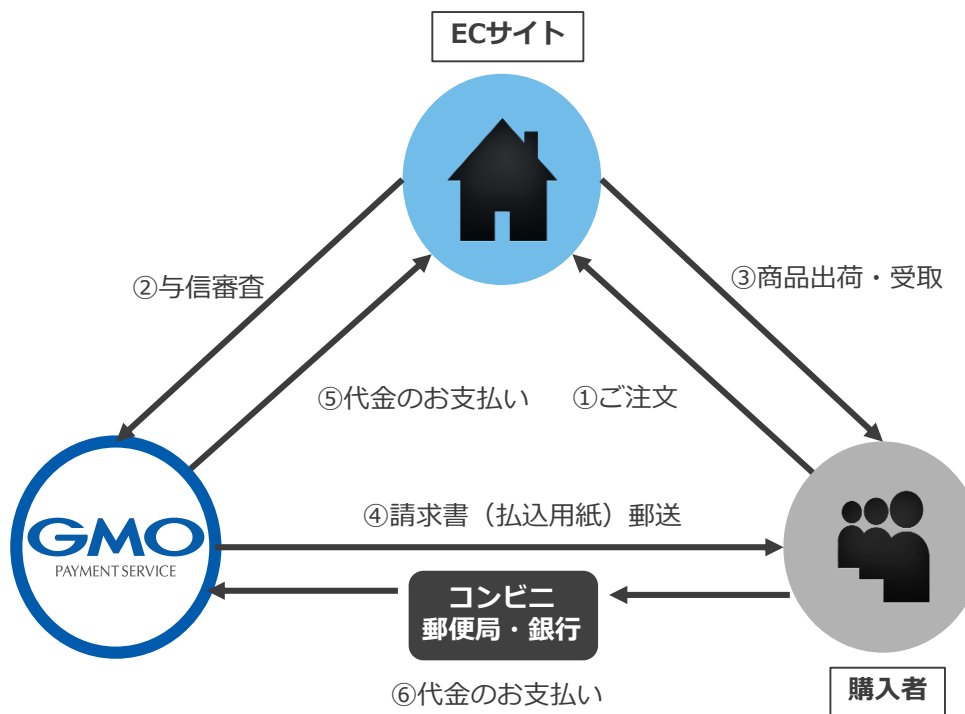 ECサイト
②与信審査
③商品出荷・受取
⑤代金のお支払い
①ご注文
④請求書（払込用紙）郵送
GMO
PAYMENT SERVICE
コンビニ
郵便局・銀行
⑥代金のお支払い
購入者